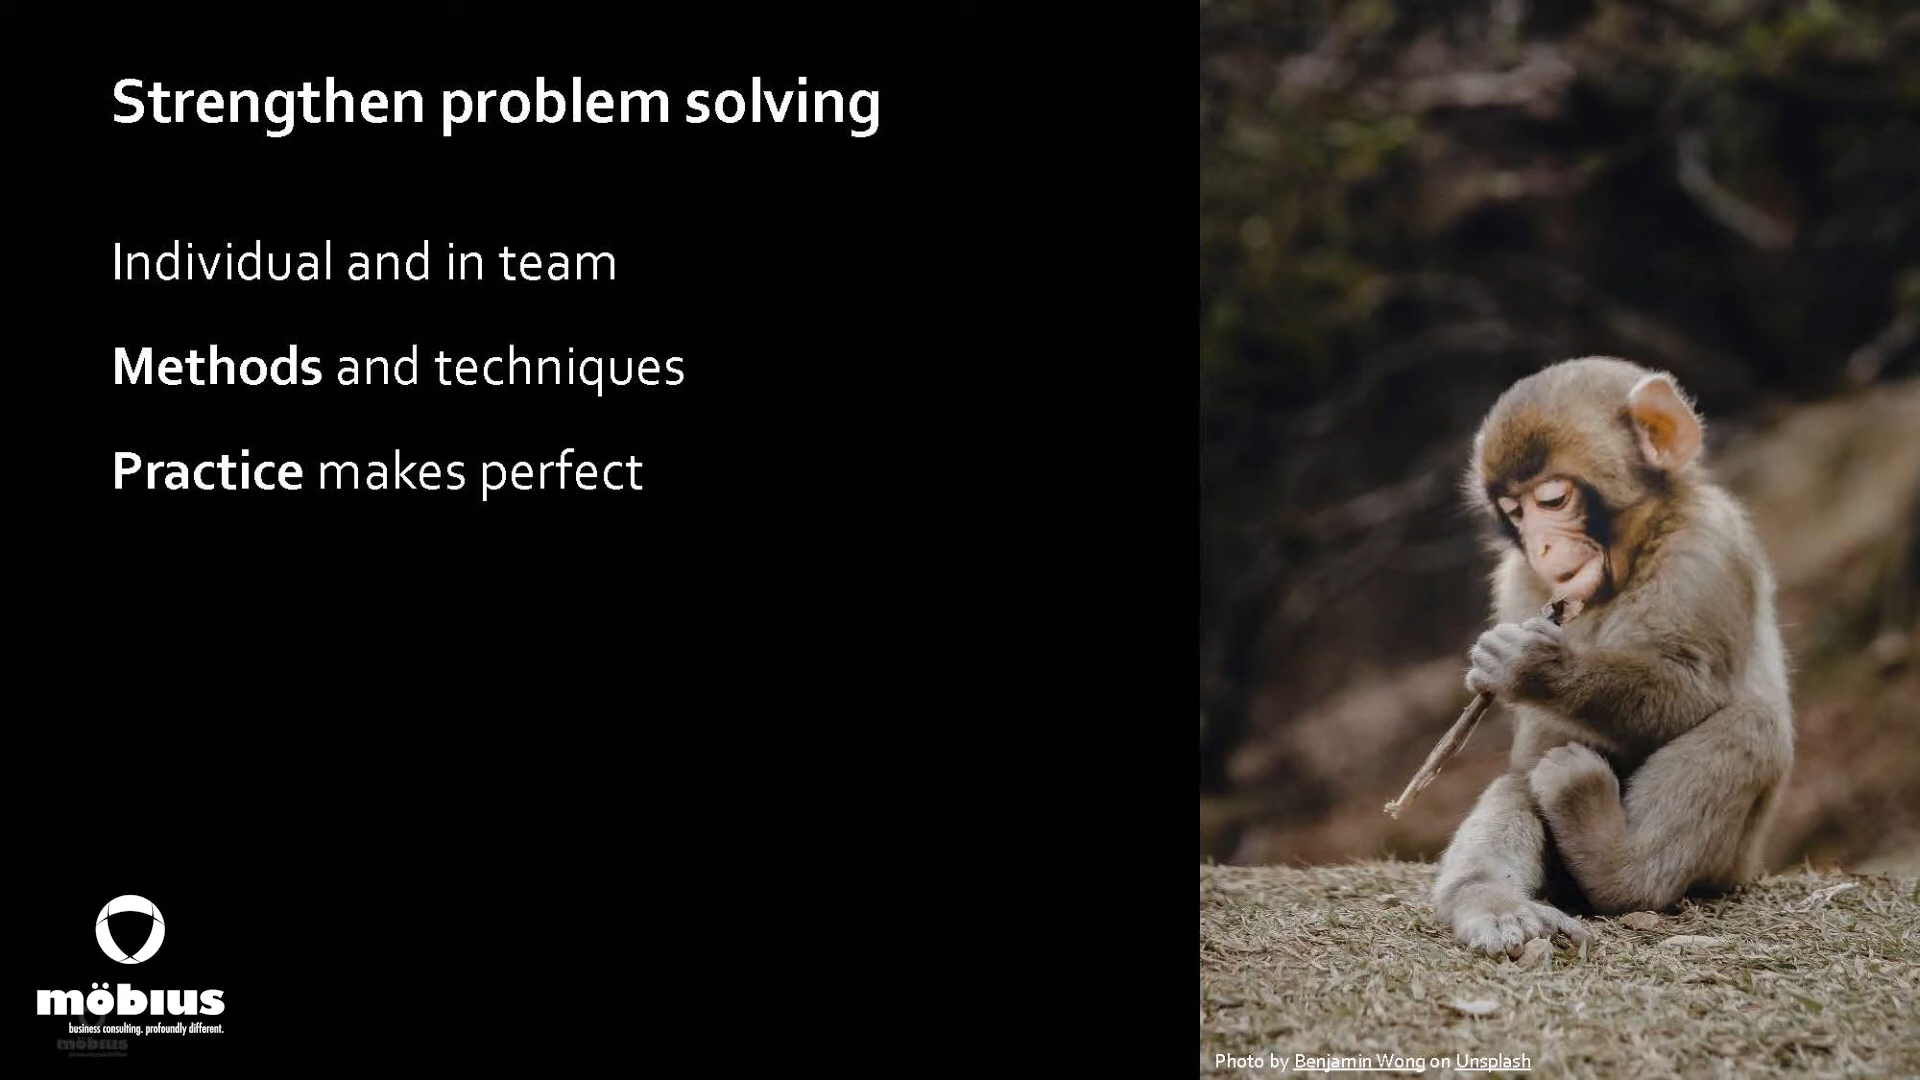 Strengthen problem solving
Individual and in team
Methods and techniques
Practice makes perfect
möbius
business consulting. profoundly different.
möbius
Photo by Benjamin Wong on Unsplash